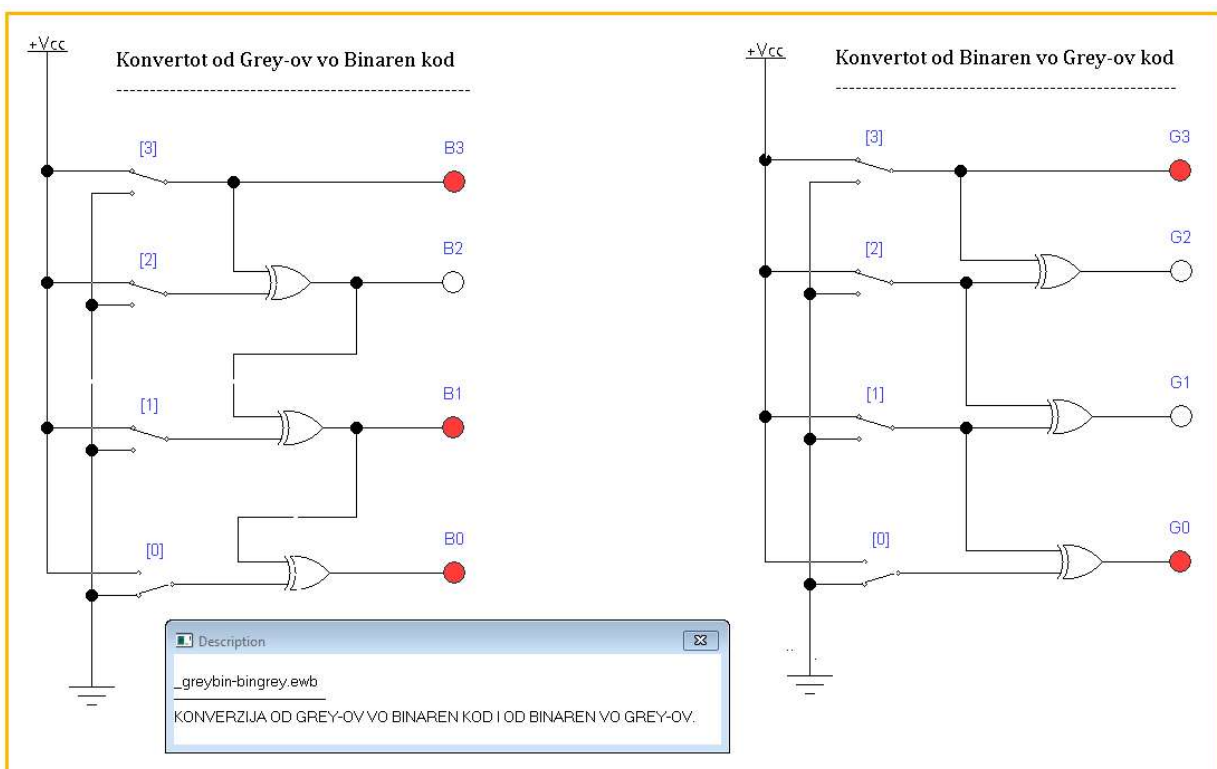 +Vcc
Konvertot od Grey-ov vo Binaren kod
---------------------------------------------------
[3]
B3
[2]
B2
[1]
B1
[0]
B0
+Vcc
Konvertot od Binaren vo Grey-ov kod
---------------------------------------------------
[3]
G3
[2]
G2
[1]
G1
[0]
G0
Description
_greybin-bingrey.ewb
KONVERZIJA OD GREY-OV VO BINAREN KOD I OD BINAREN VO GREY-OV.